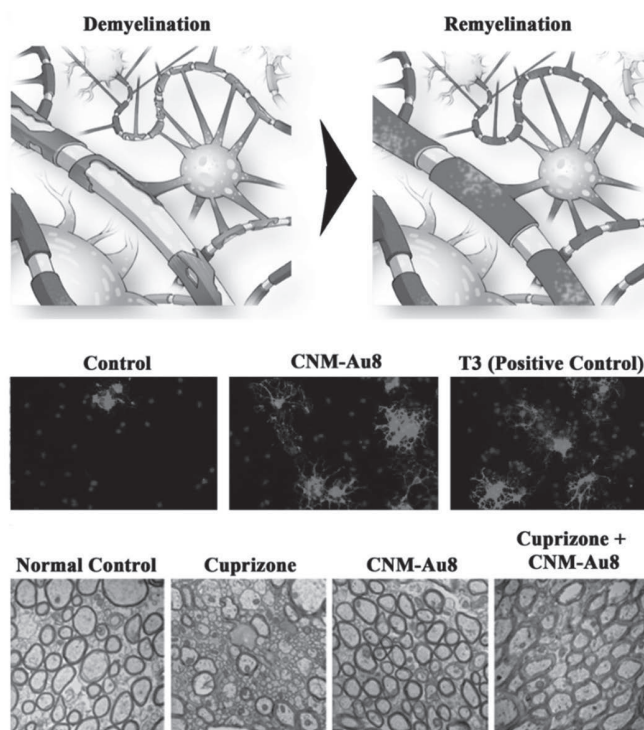 Demyelination
Remyelination
Control
CNM-Au8
T3 (Positive Control)
Normal Control
Cuprizone
CNM-Au8
Cuprizone +
CNM-Au8